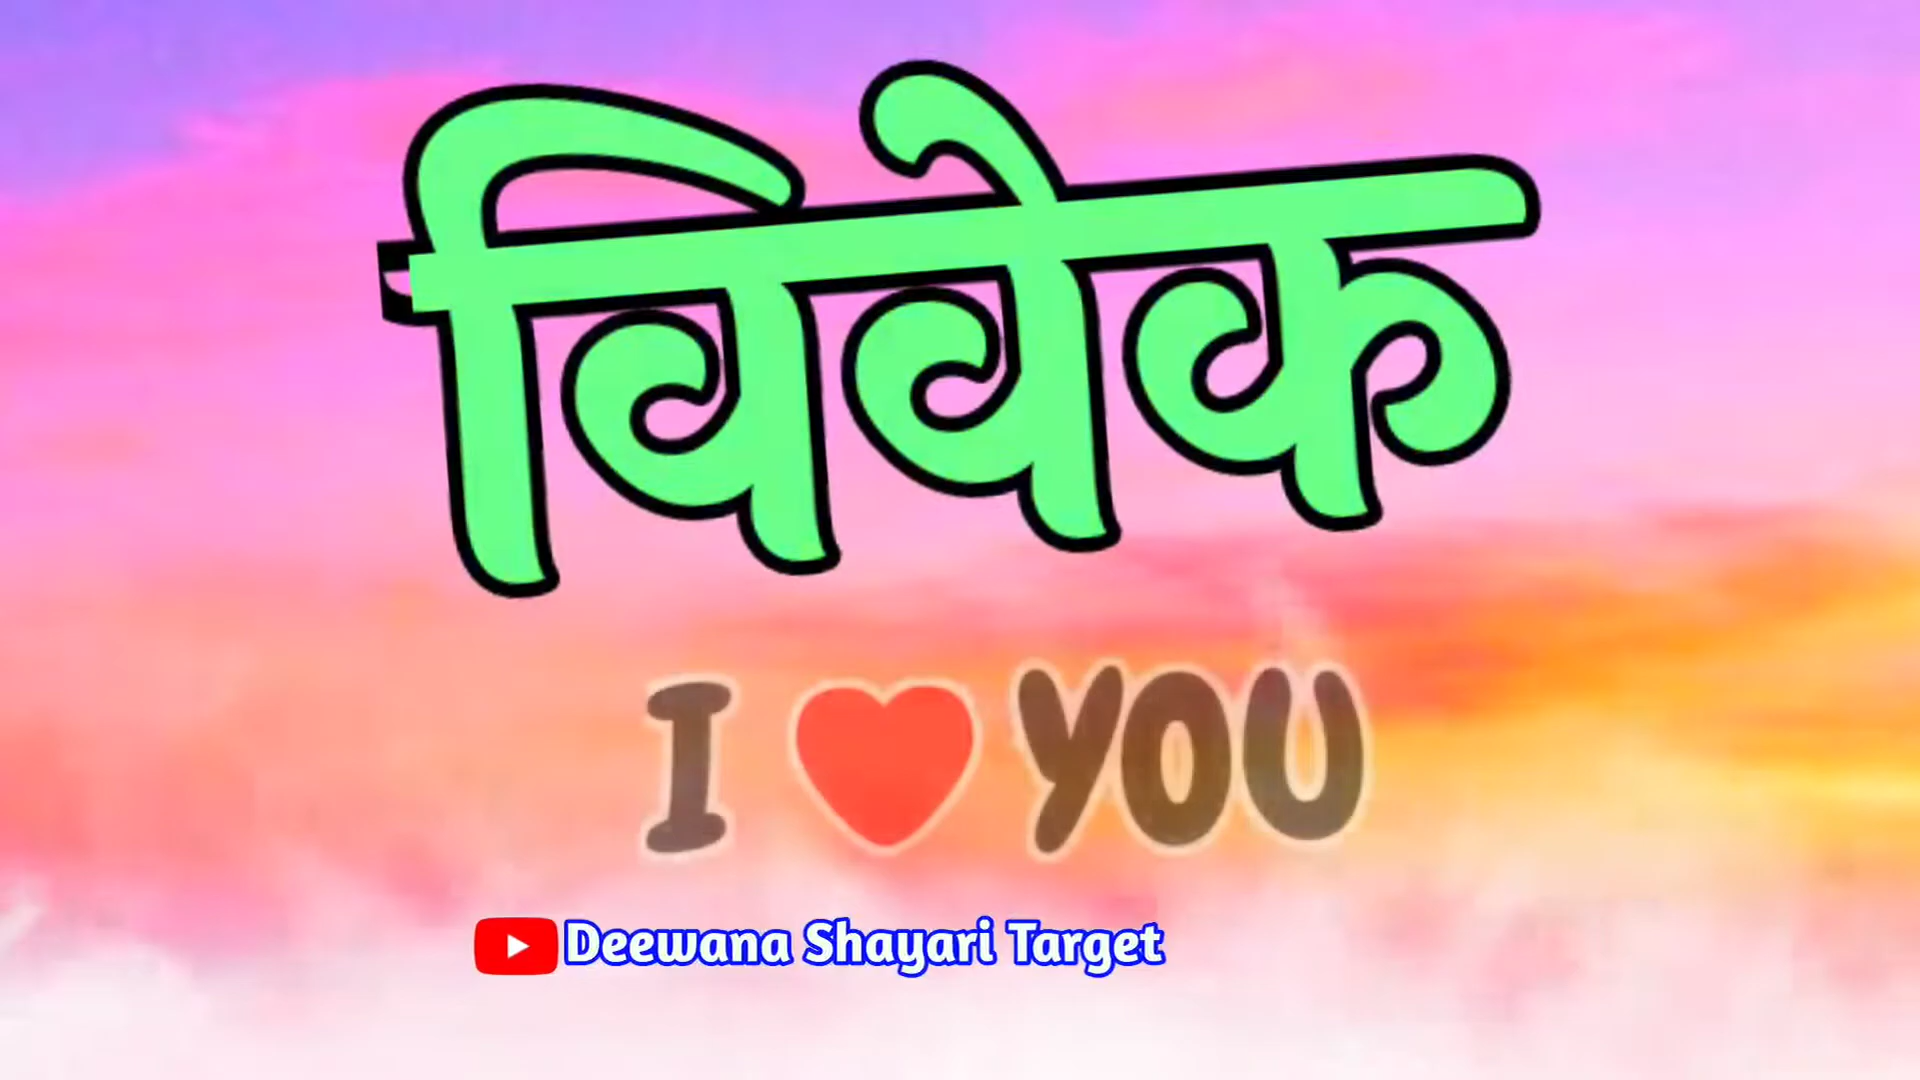 विवेक
I ❤ YOU
Deewana Shayari Target